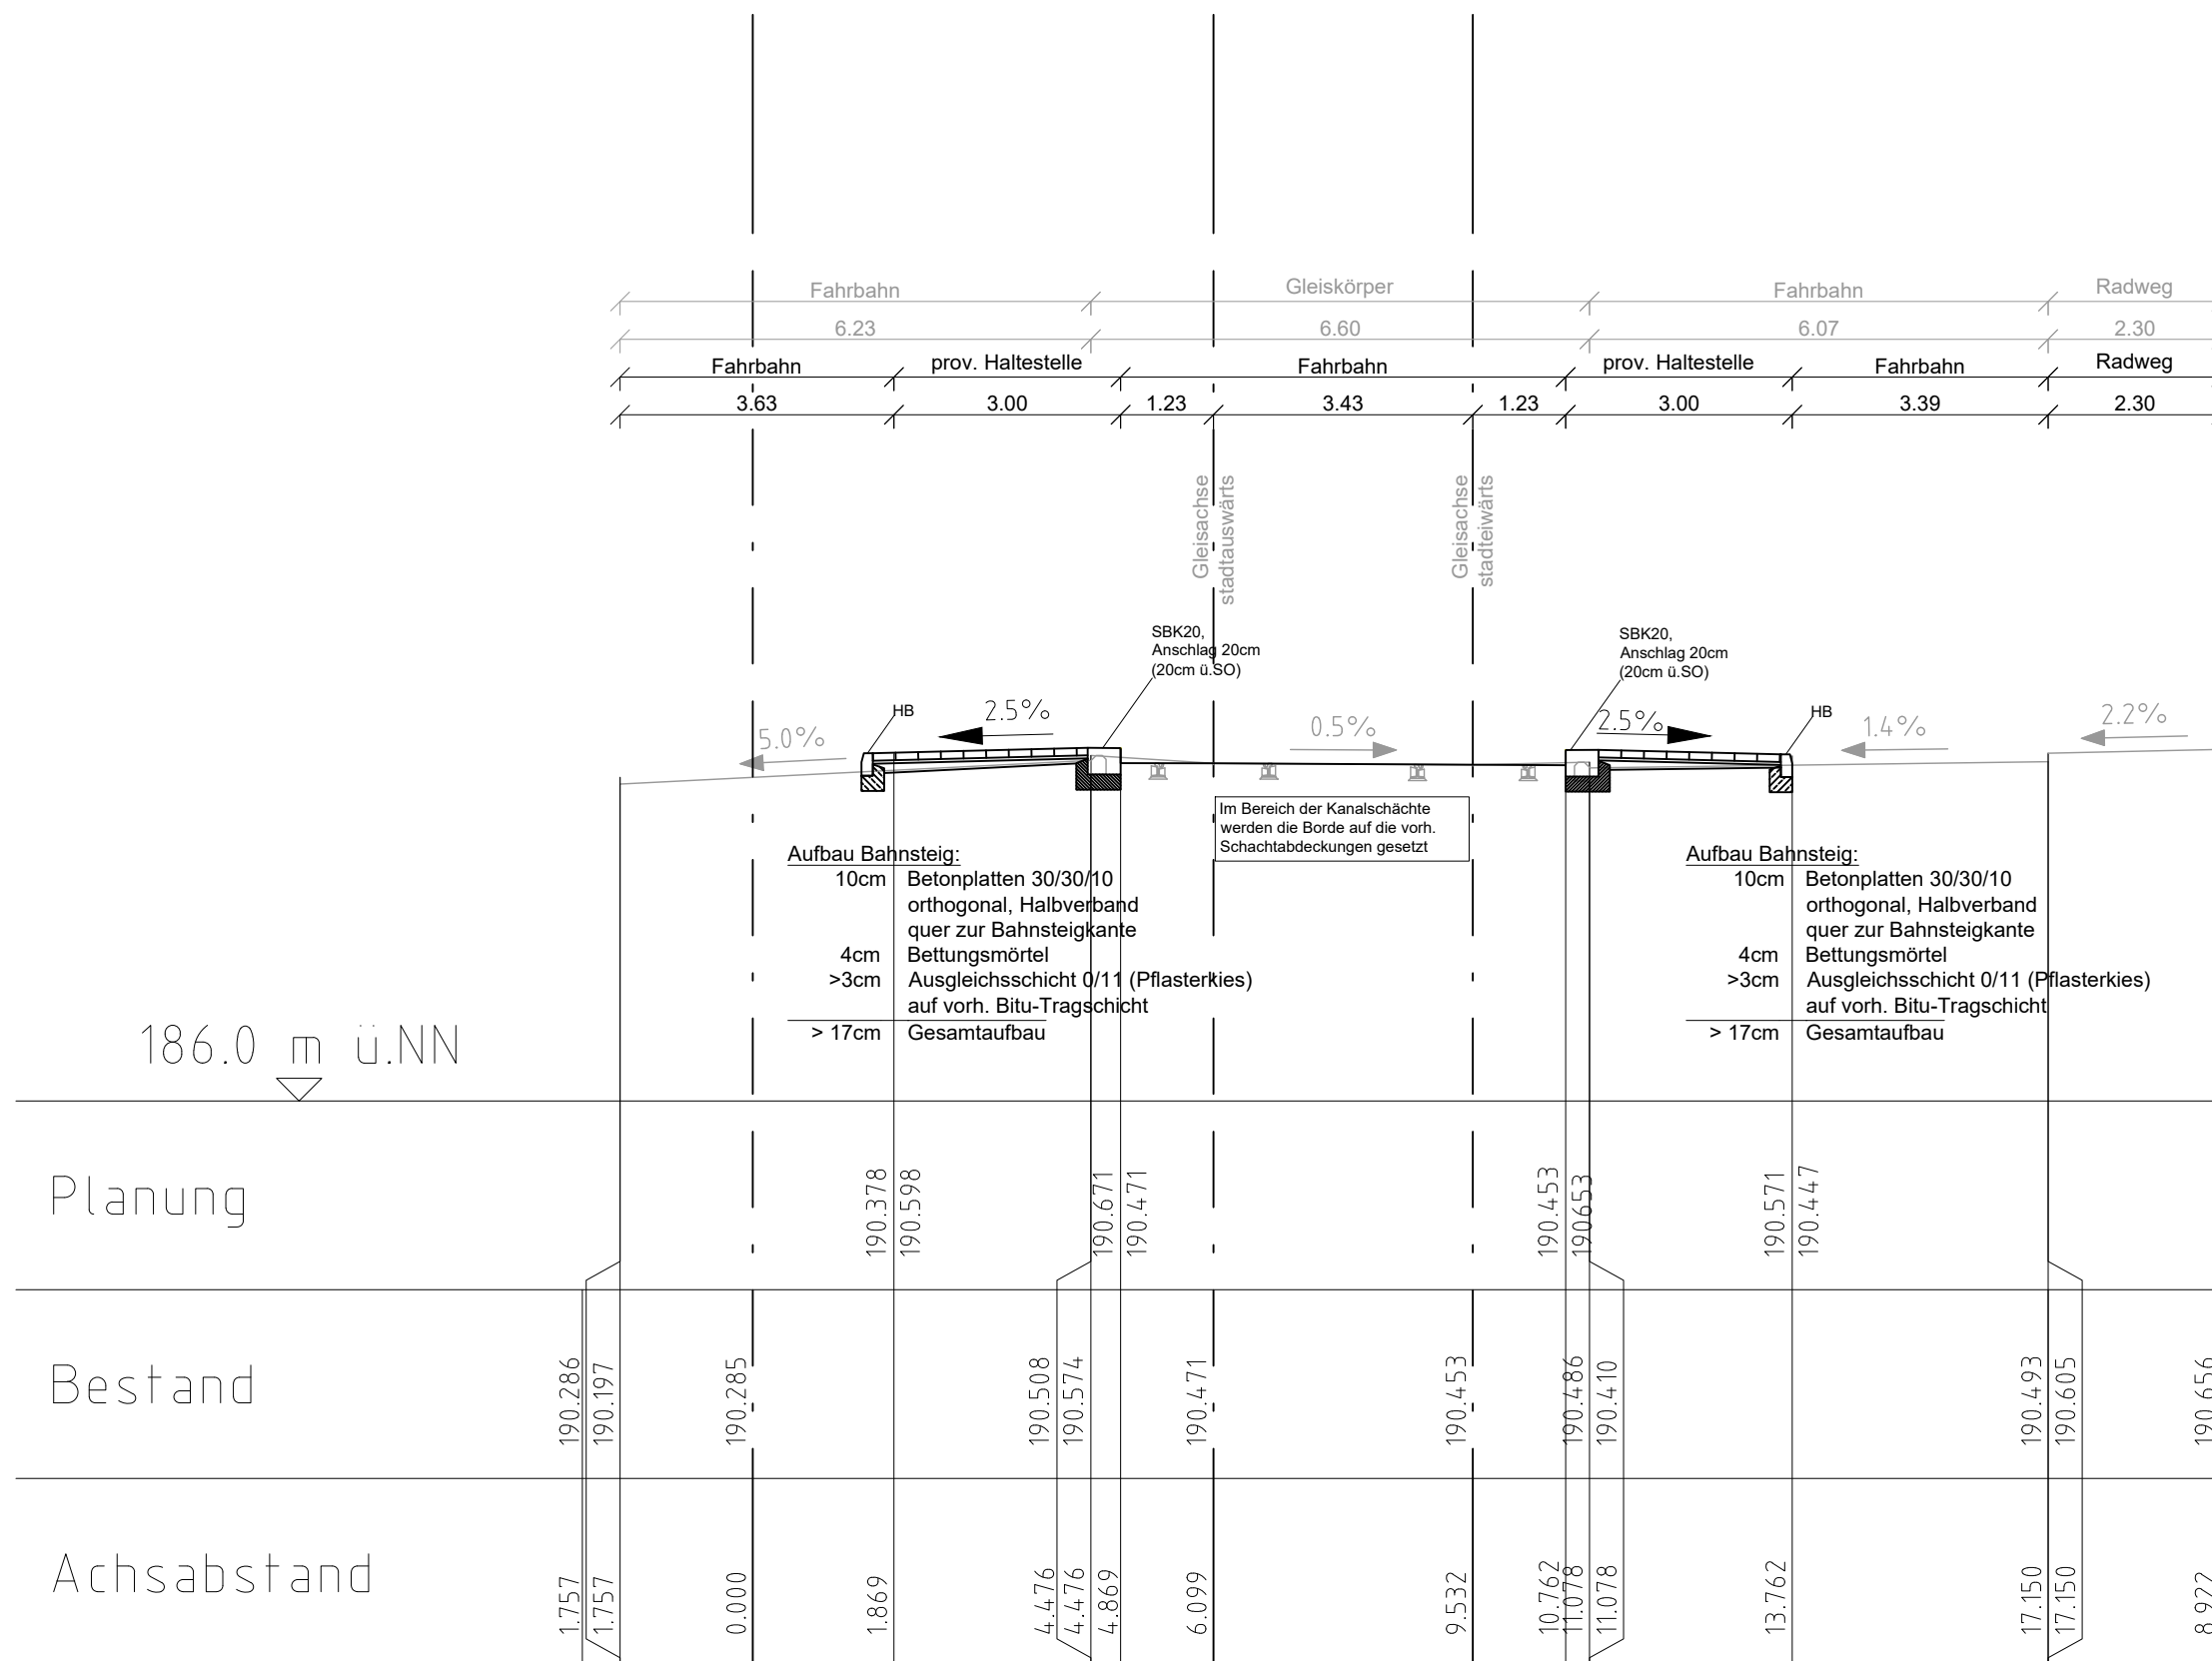 Fahrbahn
Gleiskörper
Fahrbahn
Radweg
6.23
6.60
6.07
2.30
Fahrbahn
prov. Haltestelle
Fahrbahn
prov. Haltestelle
Fahrbahn
Radweg
3.63
3.00
1.23
3.43
1.23
3.00
3.39
2.30
Gleisachse
stadtauswärts
Gleisachse
stadteiwärts
SBK20,
Anschlag 20cm
(20cm ü.SO)
SBK20,
Anschlag 20cm
(20cm ü.SO)
5.0%
HB
2.5%
0.5%
2.5%
HB
1.4%
2.2%
Im Bereich der Kanalschächte
werden die Borde auf die vorh.
Schachtabdeckungen gesetzt
Aufbau Bahnsteig:
10cm Betonplatten 30/30/10
orthogonal, Halbverband
quer zur Bahnsteigkante
4cm Bettungsmörtel
>3cm Ausgleichsschicht 0/11 (Pflasterkies)
auf vorh. Bitu-Tragschicht
> 17cm Gesamtaufbau
Aufbau Bahnsteig:
10cm Betonplatten 30/30/10
orthogonal, Halbverband
quer zur Bahnsteigkante
4cm Bettungsmörtel
>3cm Ausgleichsschicht 0/11 (Pflasterkies)
auf vorh. Bitu-Tragschicht
> 17cm Gesamtaufbau
186.0 m ü.NN
Planung
190.378
190.598
190.671
190.471
190.453
190653
190.571
190.447
Bestand
190.286
190.197
190.285
190.508
190.574
190.471
190.453
190.486
190.410
190.493
190.605
190.656
Achsabstand
1.757
1.757
0.000
1.869
4.476
4.476
4.869
6.099
9.532
10.762
11.078
11.078
13.762
17.150
17.150
8.922